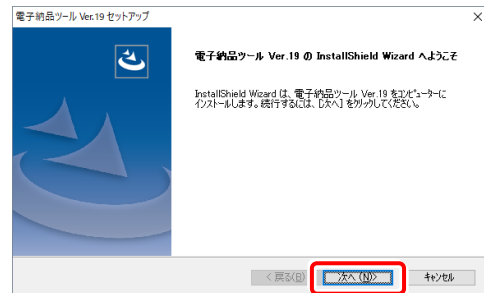 電子納品ツール Ver.19 セットアップ
電子納品ツール Ver.19 の InstallShield Wizard へようこそ
InstallShield Wizard は、電子納品ツール Ver.19 をコンピューターに
インストールします。続行するには、[次へ] をクリックしてください。
< 戻る(B)
次へ (N)>
キャンセル